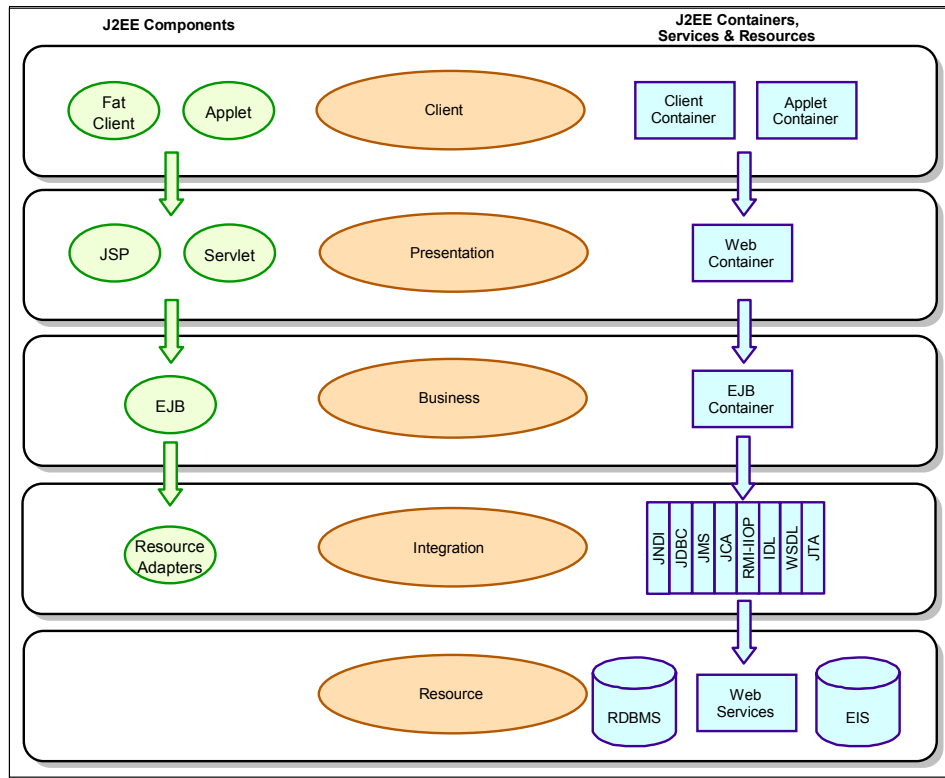 J2EE Components
J2EE Containers,
Services & Resources
Fat
Client
Applet
Client
Client
Container
Applet
Container
JSP
Servlet
Presentation
Web
Container
EJB
Business
EJB
Container
Resource
Adapters
Integration
JNDI
JDBC
JMS
JCA
RMI-IIOP
IDL
WSDL
JTA
Resource
RDBMS
Web
Services
EIS